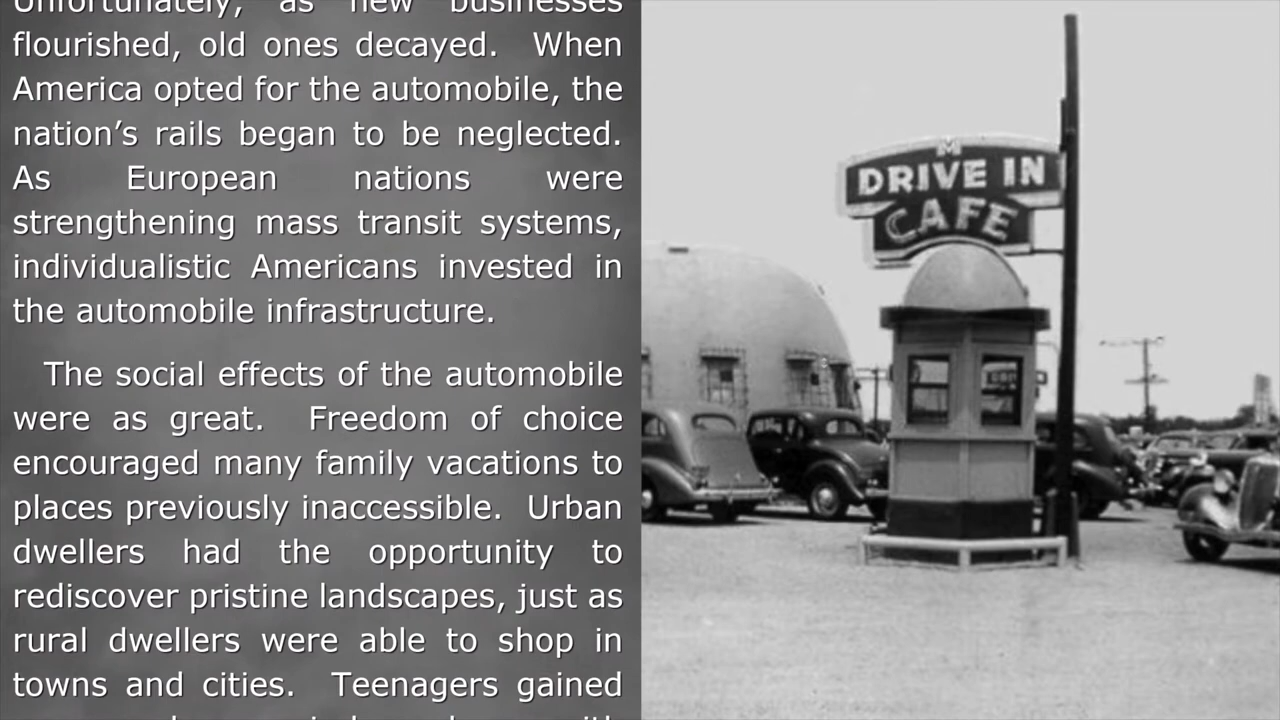 Unfortunately, as new businesses
flourished, old ones decayed. When
America opted for the automobile, the
nation’s rails began to be neglected.
As European nations were
strengthening mass transit systems,
individualistic Americans invested in
the automobile infrastructure.
The social effects of the automobile
were as great. Freedom of choice
encouraged many family vacations to
places previously inaccessible. Urban
dwellers had the opportunity to
rediscover pristine landscapes, just as
rural dwellers were able to shop in
towns and cities. Teenagers gained
M
DRIVE IN
CAFE